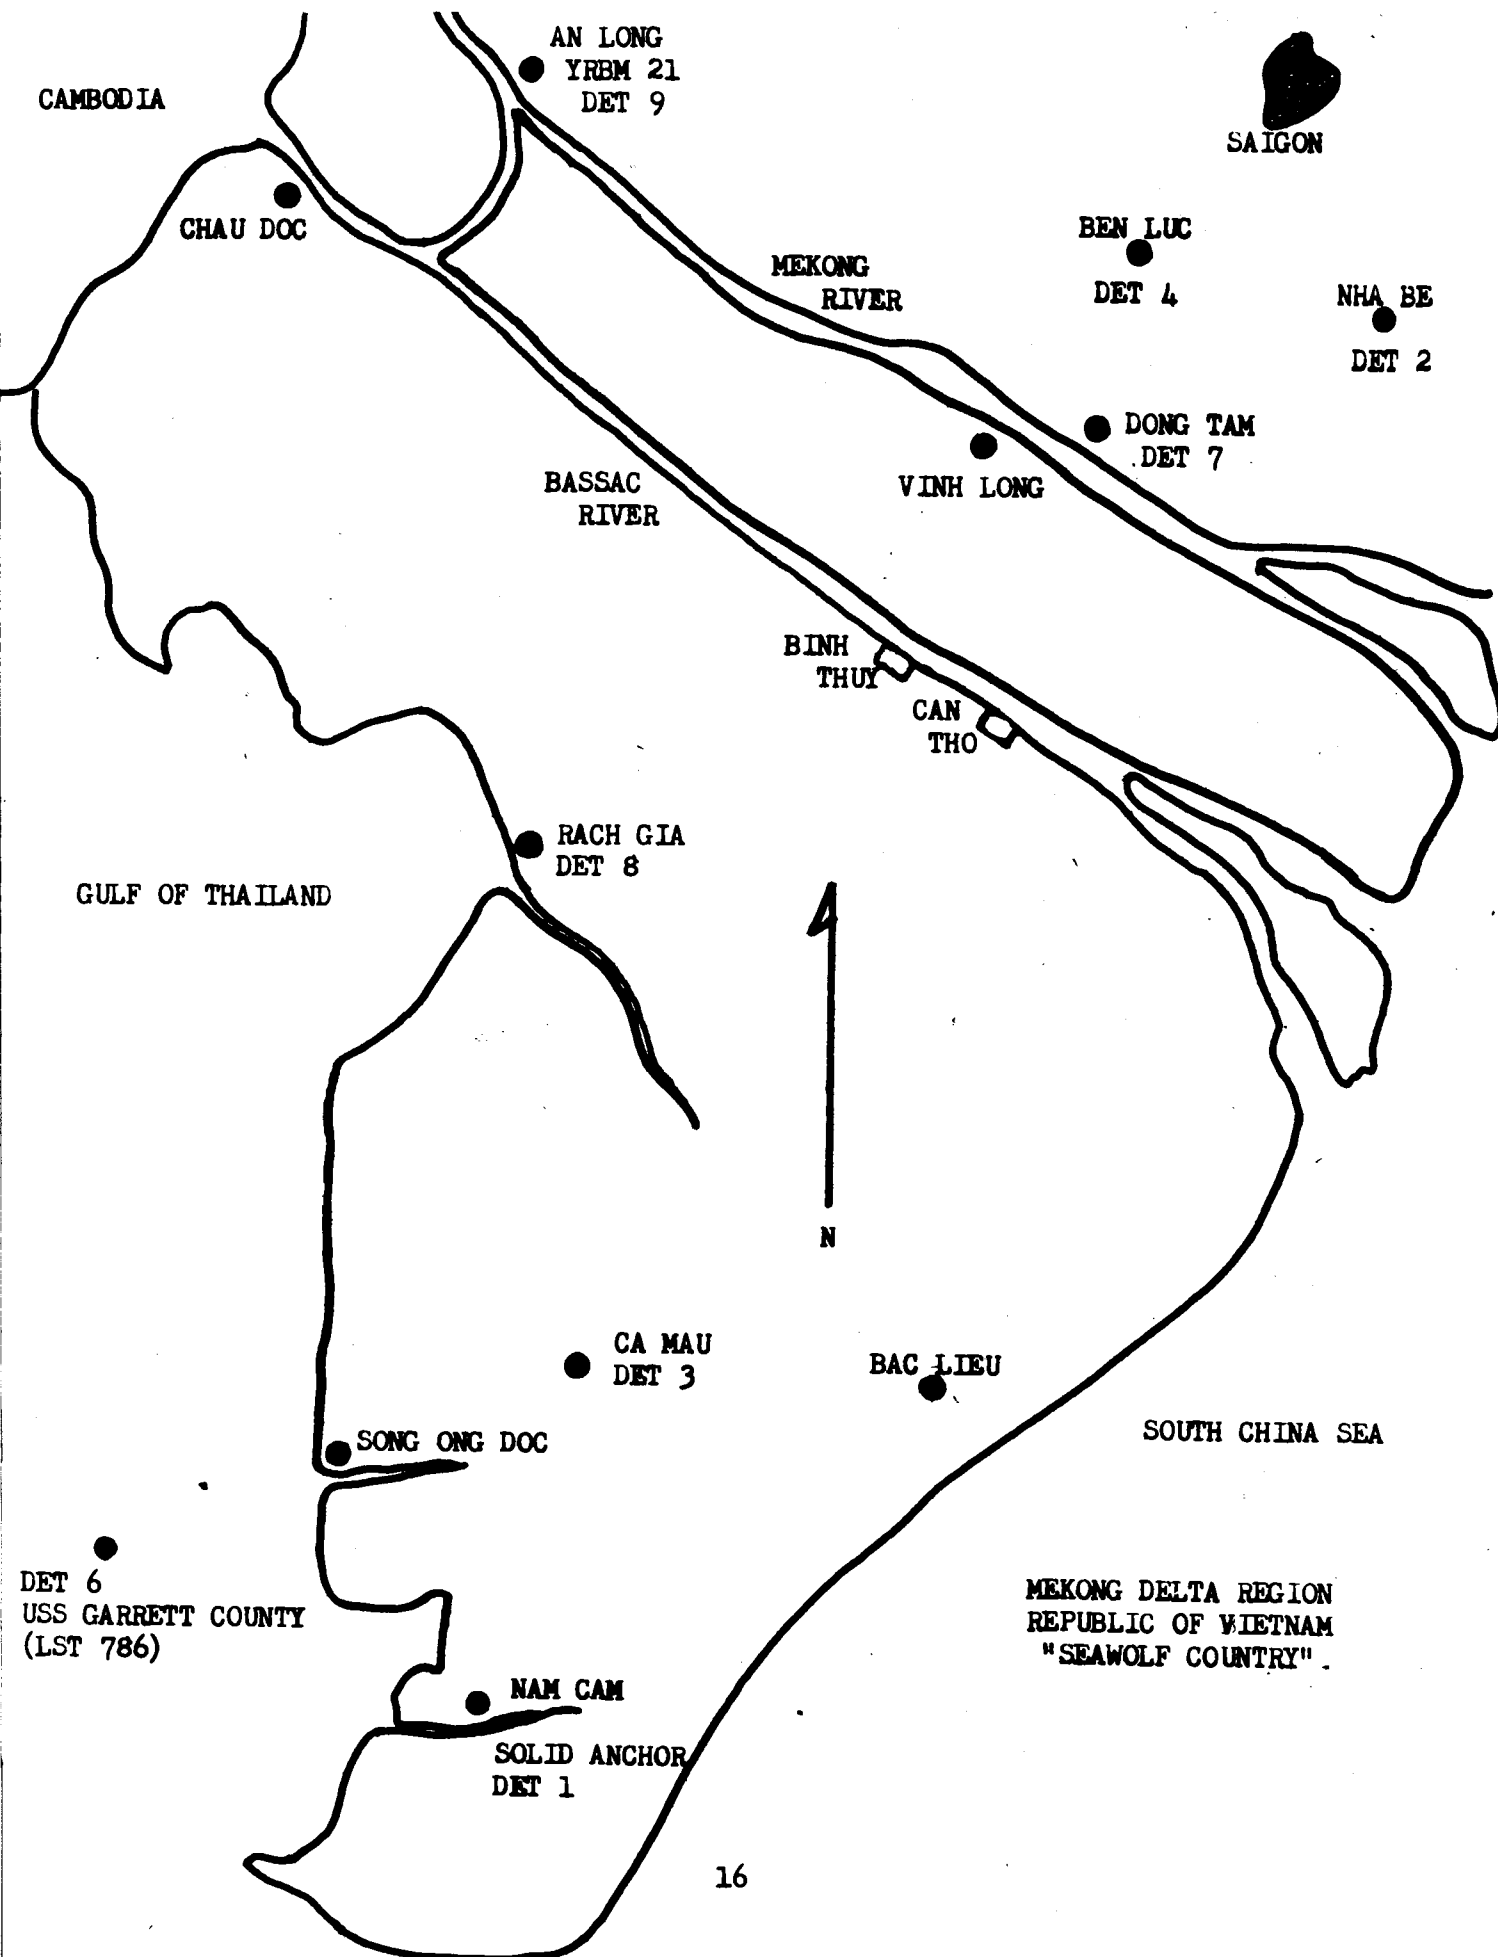 AN LONG
YRBM 21
DET 9
CAMBODIA
SAIGON
CHAU DOC
BEN LUC
DET 4
MEKONG
RIVER
NHA BE
DET 2
DONG TAM
DET 7
VINH LONG
BASSAC
RIVER
BINH
THUY
CAN
THO
RACH GIA
DET 8
GULF OF THAILAND
N
CA MAU
DET 3
BAC LIEU
SOUTH CHINA SEA
SONG ONG DOC
DET 6
USS GARRETT COUNTY
(LST 786)
MEKONG DELTA REGION
REPUBLIC OF VIETNAM
"SEAWOLF COUNTRY".
NAM CAM
SOLID ANCHOR
DET 1
16